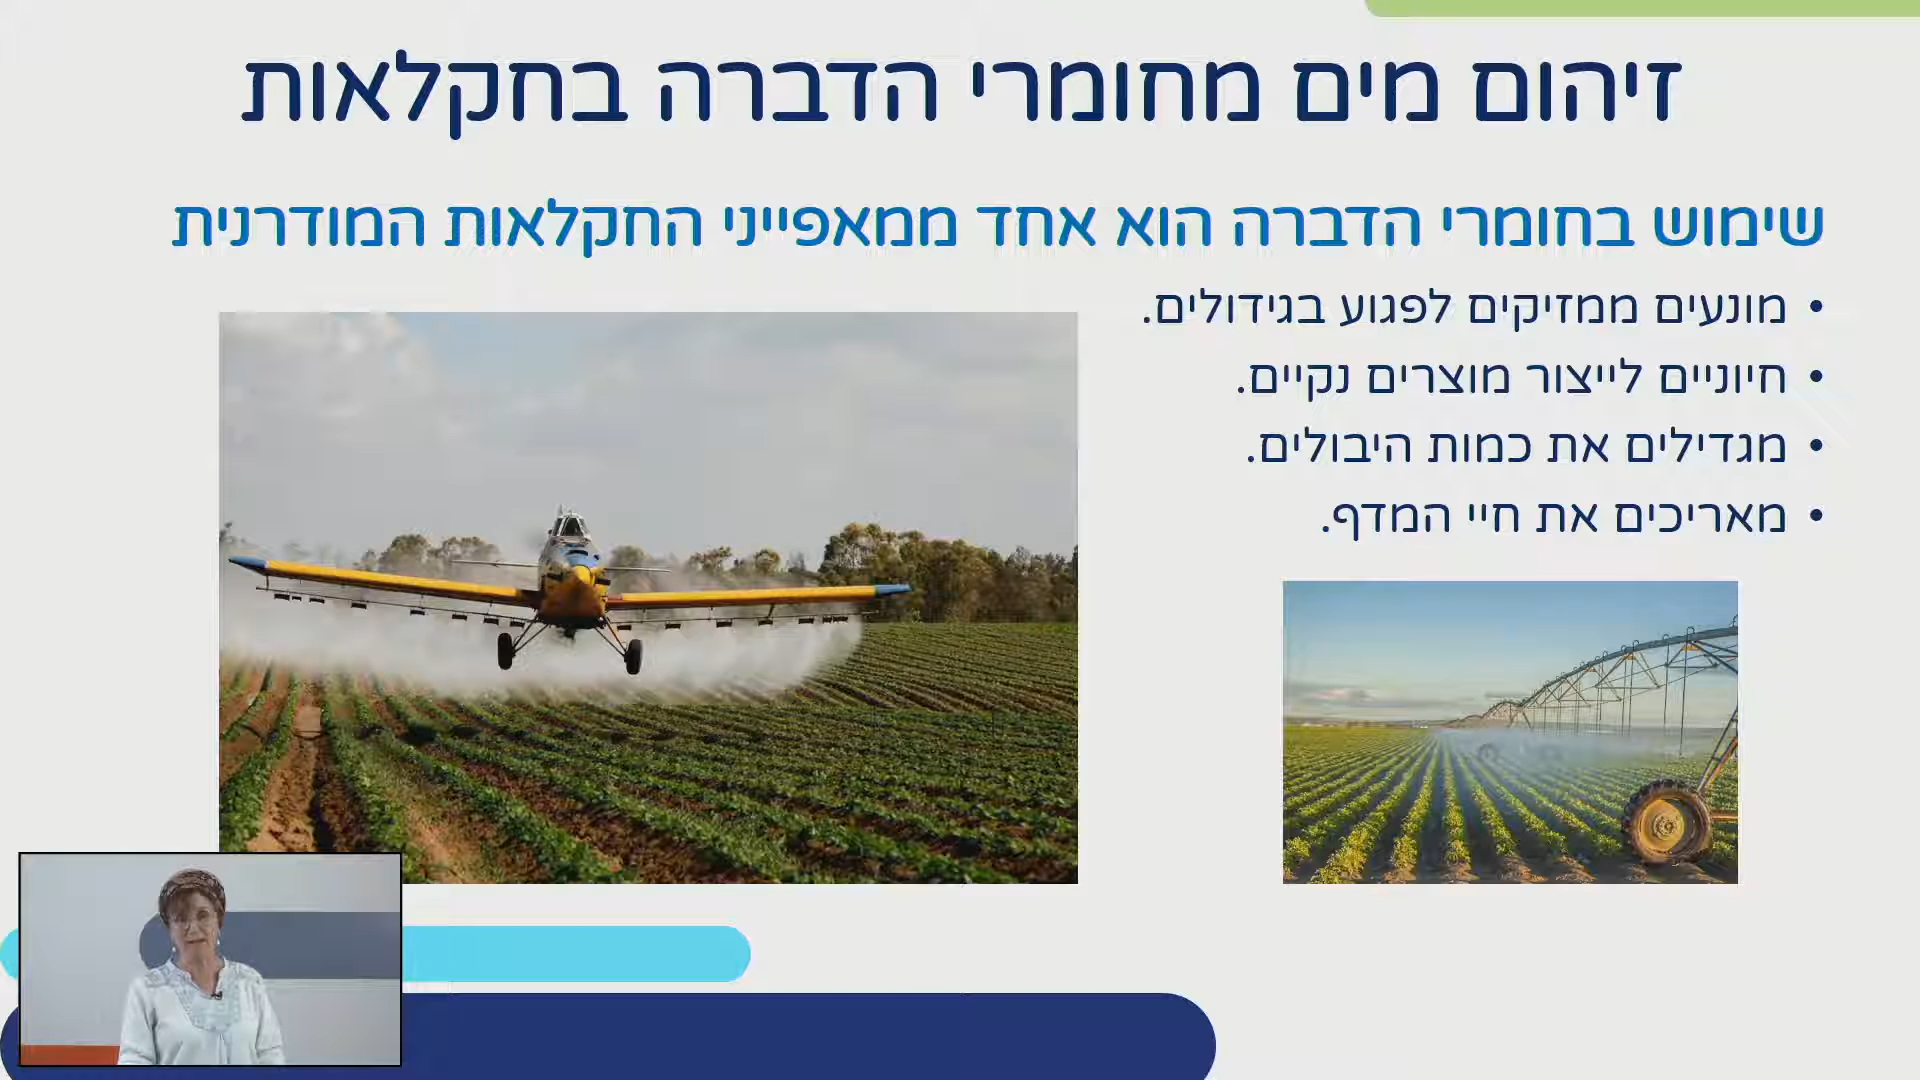 זיהום מים מחומרי הדברה בחקלאות
שימוש בחומרי הדברה הוא אחד ממאפייני החקלאות המודרנית
• מונעים ממזיקים לפגוע בגידולים.
• חיוניים לייצור מוצרים נקיים.
• מגדילים את כמות היבולים.
• מאריכים את חיי המדף.